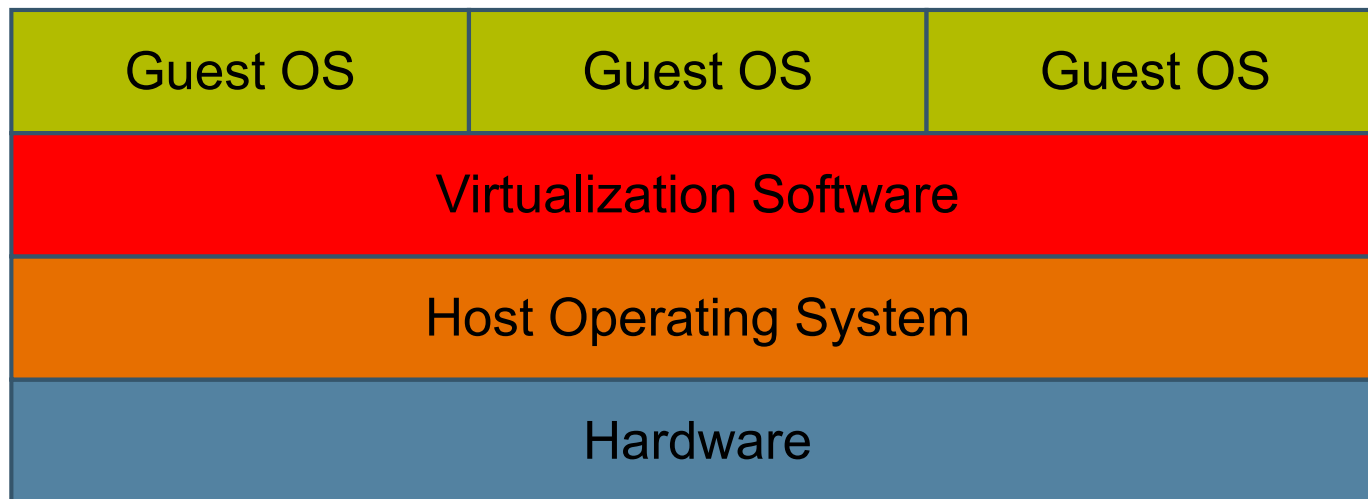 Guest OS Guest OS Guest OS
Virtualization Software
Host Operating System
Hardware